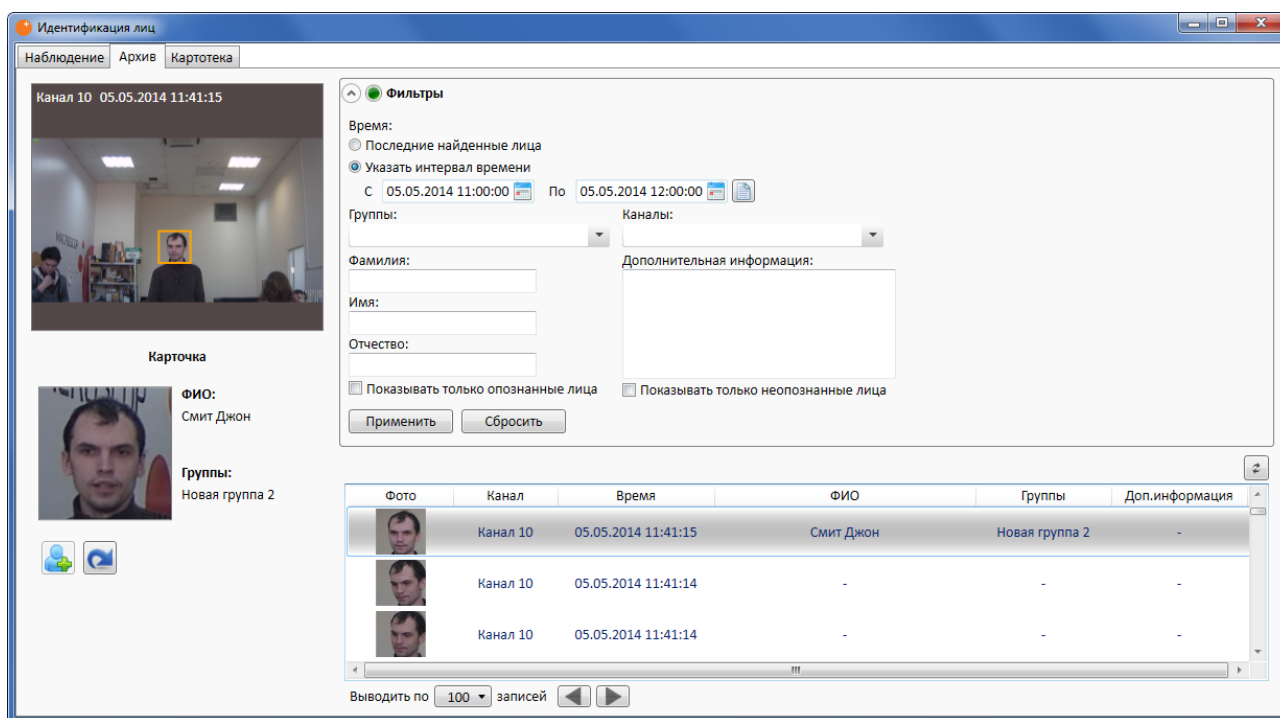 Идентификация лиц
Наблюдение Архив Картотека
Канал 10 05.05.2014 11:41:15
Карточка
ФИО:
Смит Джон
Группы:
Новая группа 2
Фильтры
Время:
Последние найденные лица
Указать интервал времени
С 05.05.2014 11:00:00 По 05.05.2014 12:00:00
Группы: Каналы:
Фамилия: Дополнительная информация:
Имя:
Отчество:
Показывать только опознанные лица Показывать только неопознанные лица
Применить Сбросить
Фото Канал Время ФИО Группы Доп.информация
Канал 10 05.05.2014 11:41:15 Смит Джон Новая группа 2 -
Канал 10 05.05.2014 11:41:14 - - -
Канал 10 05.05.2014 11:41:14 - - -
Выводить по 100 записей